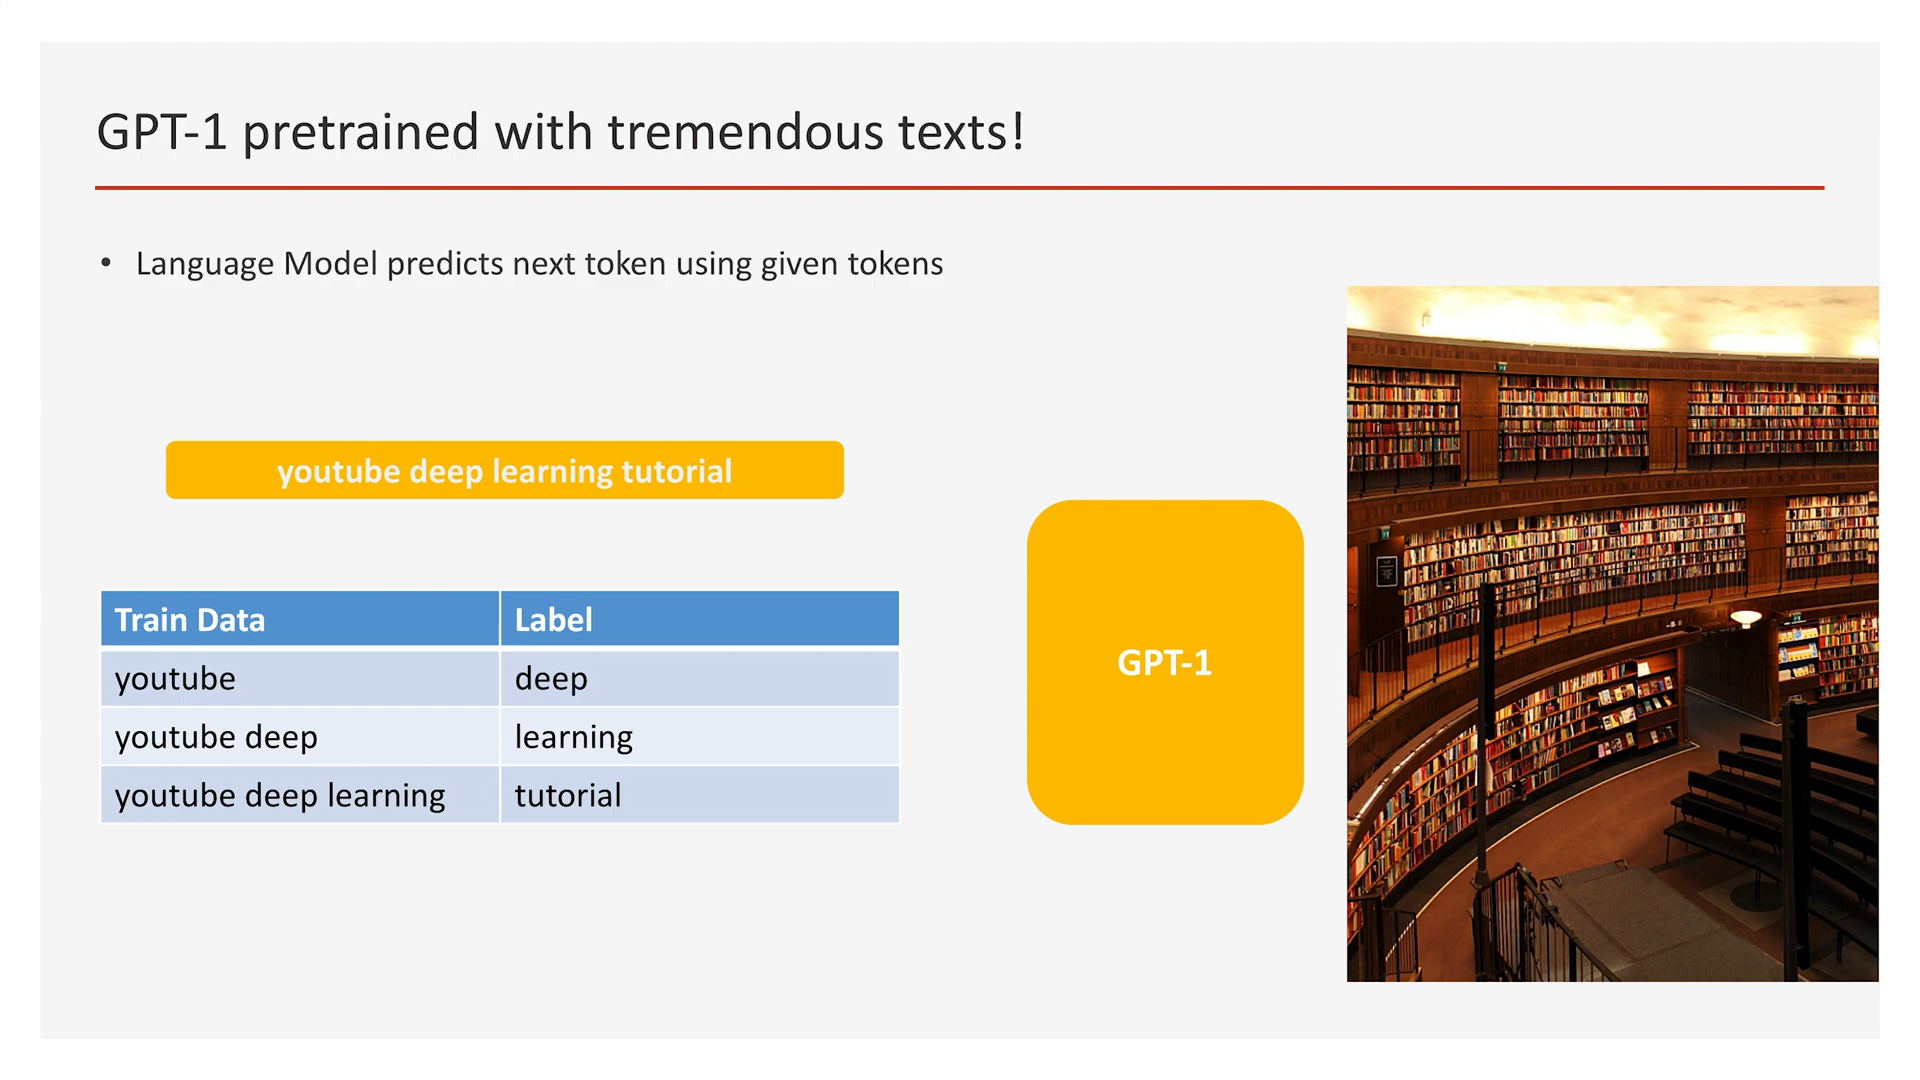 GPT-1 pretrained with tremendous texts!
• Language Model predicts next token using given tokens
youtube deep learning tutorial
Train Data Label
youtube deep
youtube deep learning
youtube deep learning tutorial
GPT-1